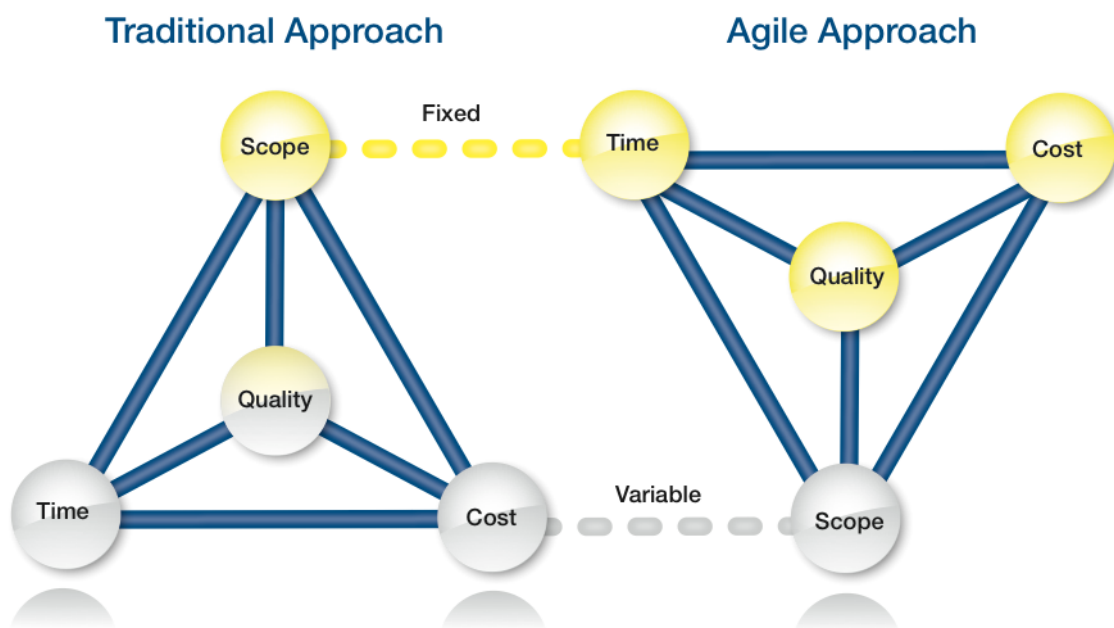 Traditional Approach
Agile Approach
Scope
Fixed
Time
Cost
Quality
Quality
Time
Cost
Variable
Scope